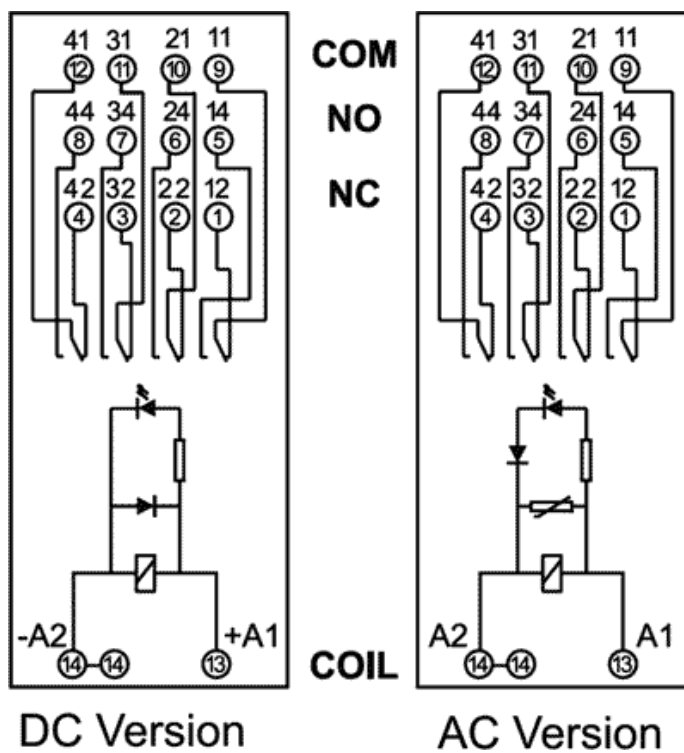 41 31 21 11 COM 41 31 21 11
12 11 10 9 12 11 10 9
44 34 24 14 NO 44 34 24 14
8 7 6 5 8 7 6 5
42 32 22 12 NC 42 32 22 12
4 3 2 1 4 3 2 1
-A2 +A1 A2 A1
14 14 13 COIL 14 14 13
DC Version AC Version